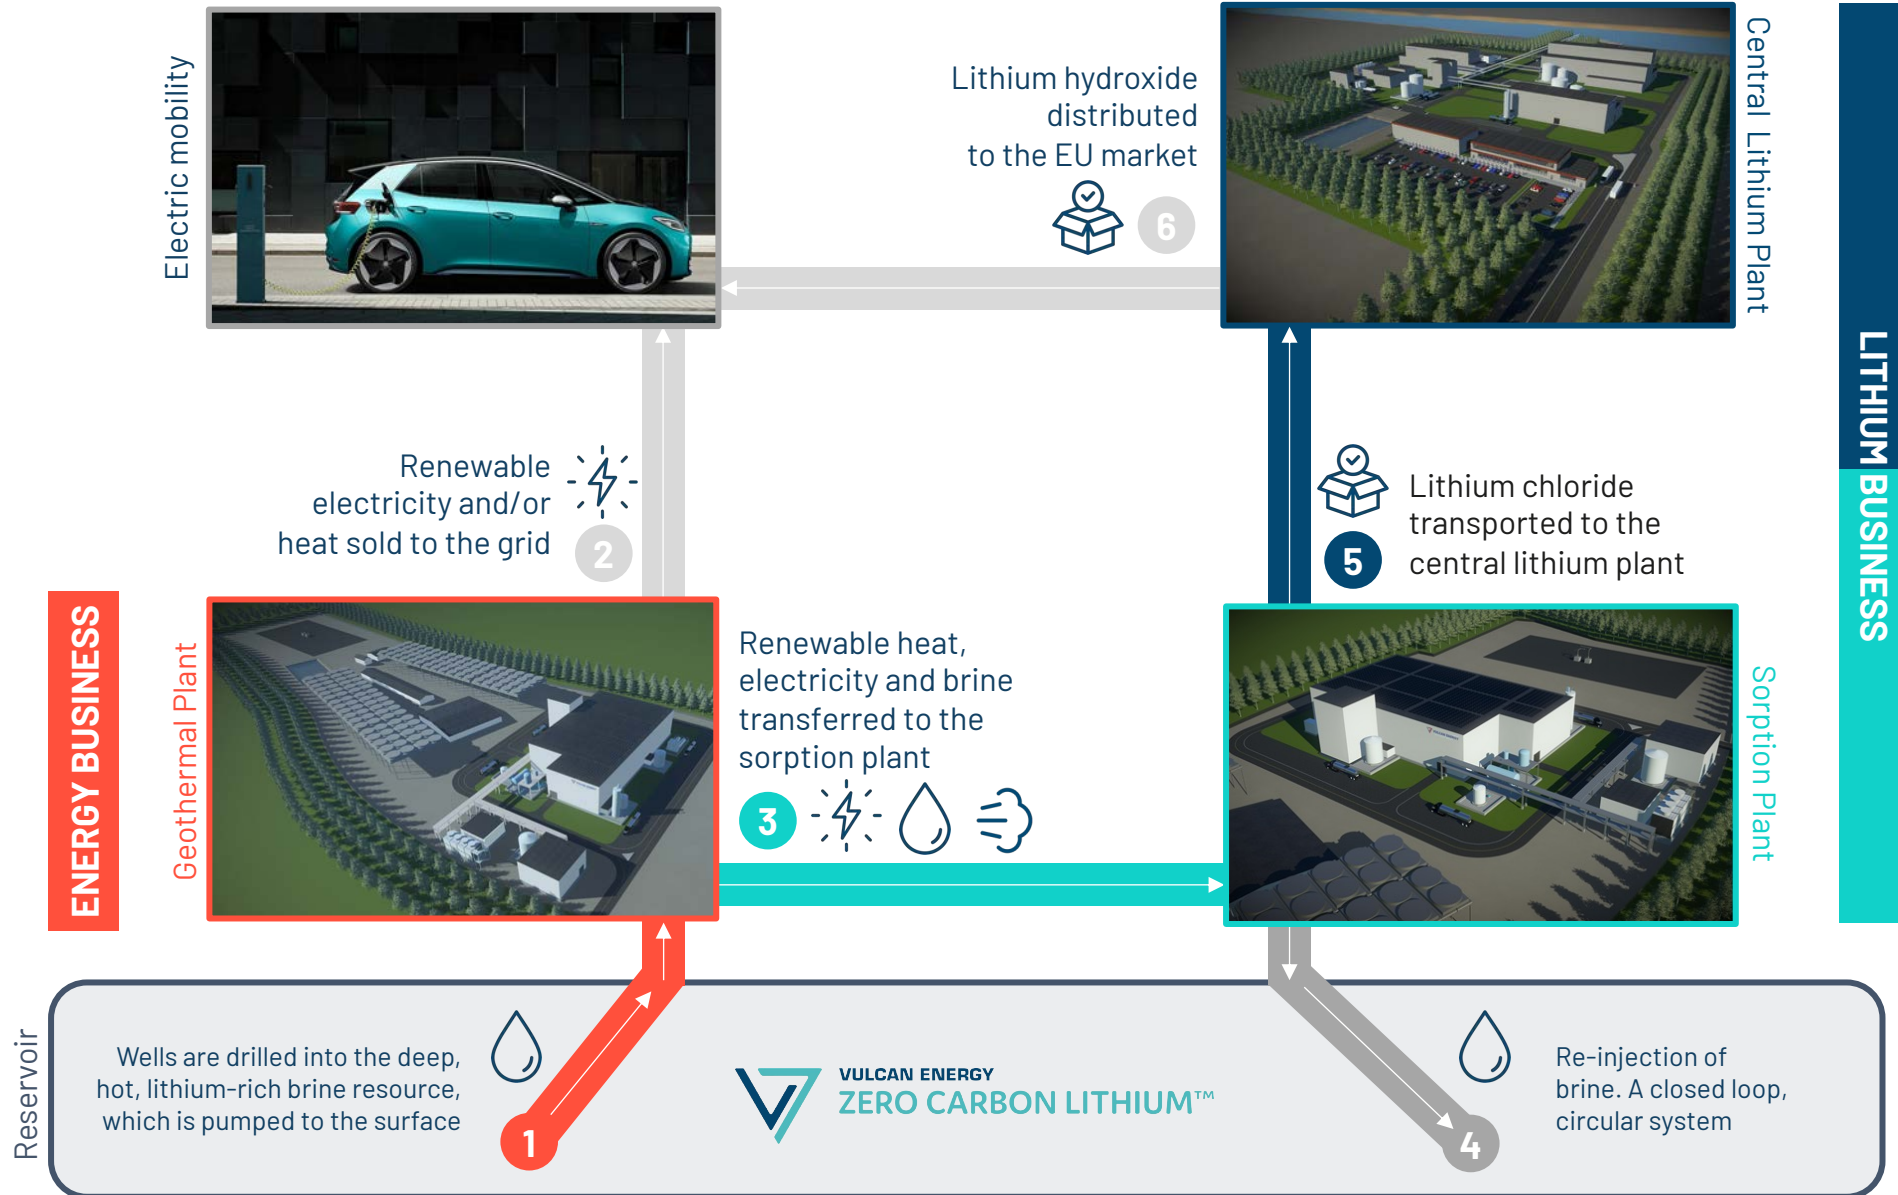 Electric mobility
Lithium hydroxide
distributed
to the EU market
6
Central Lithium Plant
LITHIUM BUSINESS
Renewable
electricity and/or
heat sold to the grid
2
Lithium chloride
transported to the
central lithium plant
5
ENERGY BUSINESS
Geothermal Plant
Renewable heat,
electricity and brine
transferred to the
sorption plant
3
Sorption Plant
Reservoir
Wells are drilled into the deep,
hot, lithium-rich brine resource,
which is pumped to the surface
1
VULCAN ENERGY
ZERO CARBON LITHIUM™
Re-injection of
brine. A closed loop,
circular system
4